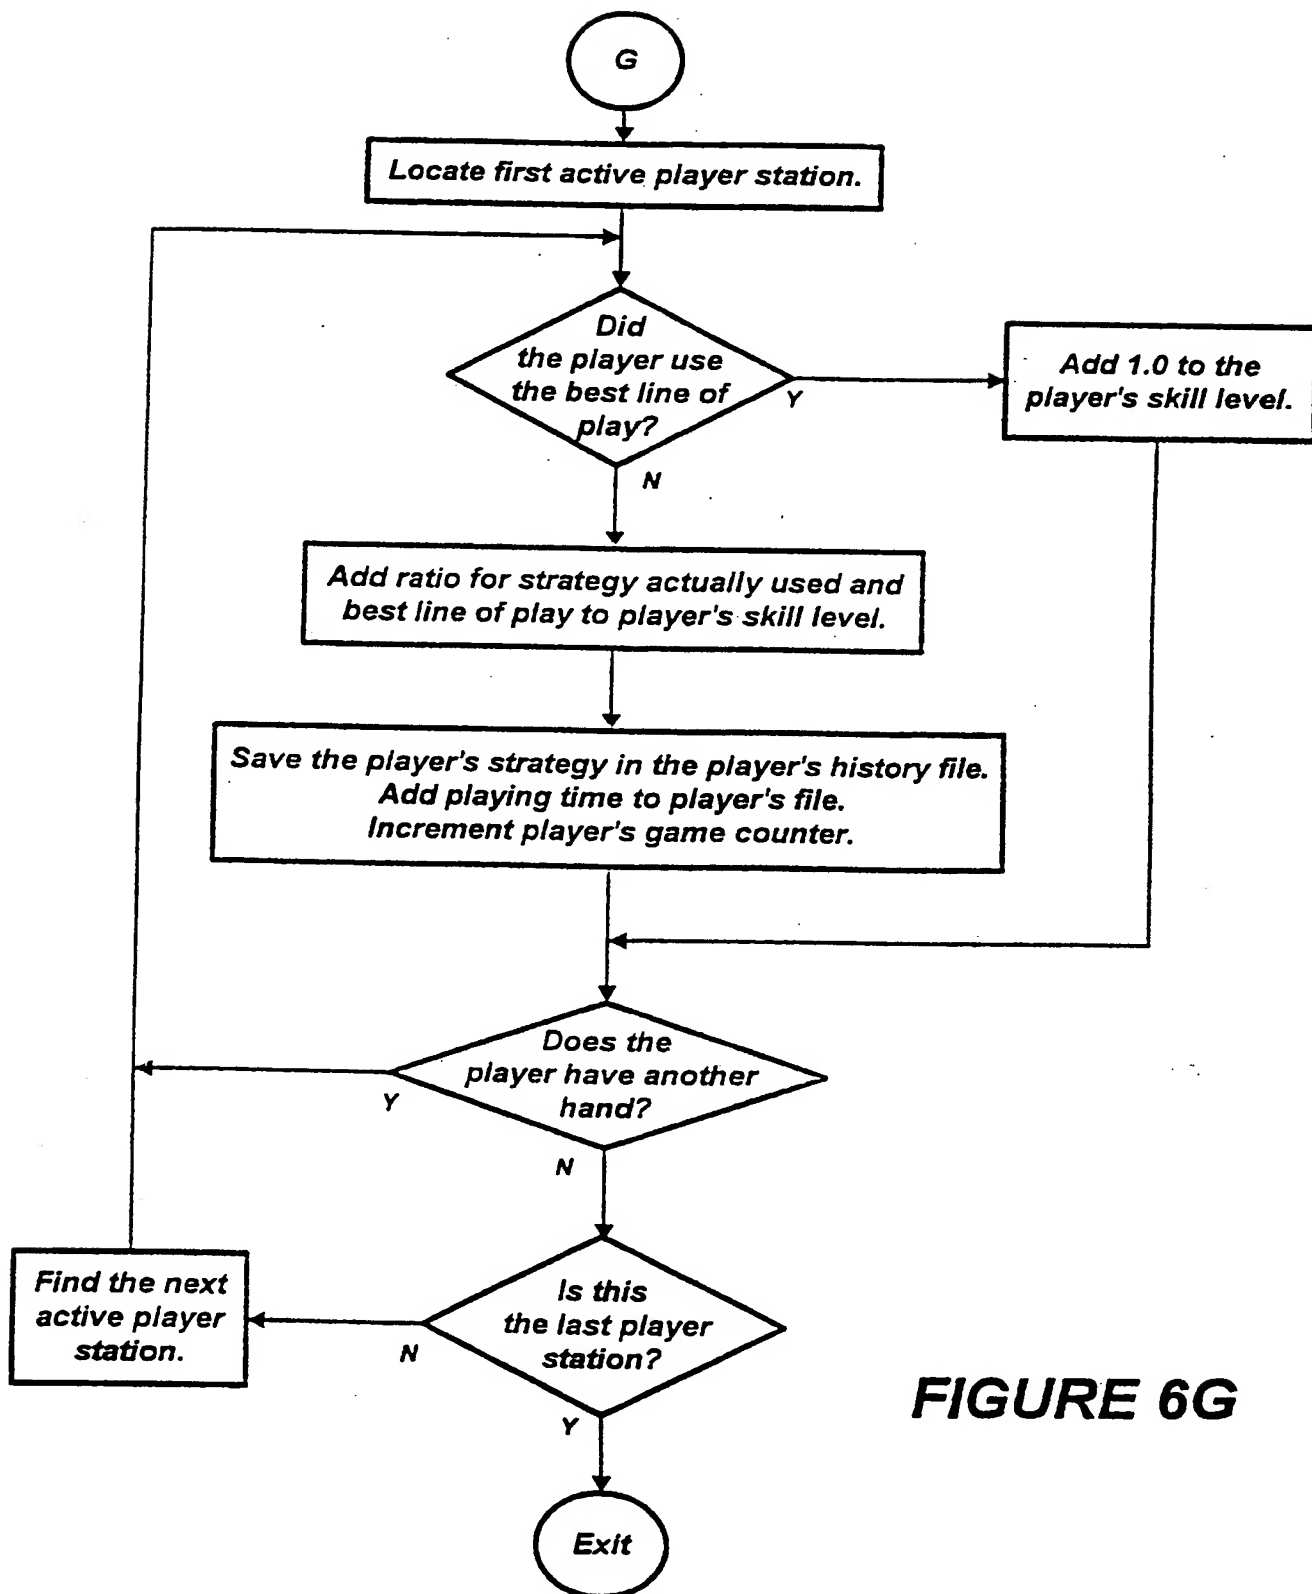 G
Locate first active player station.
Did
the player use
the best line of
play?
Y
Add 1.0 to the
player's skill level.
N
Add ratio for strategy actually used and
best line of play to player's skill level.
Save the player's strategy in the player's history file.
Add playing time to player's file.
Increment player's game counter.
Does the
player have another
hand?
Y
N
Find the next
active player
station.
Is this
the last player
station?
N
Y
Exit
FIGURE 6G